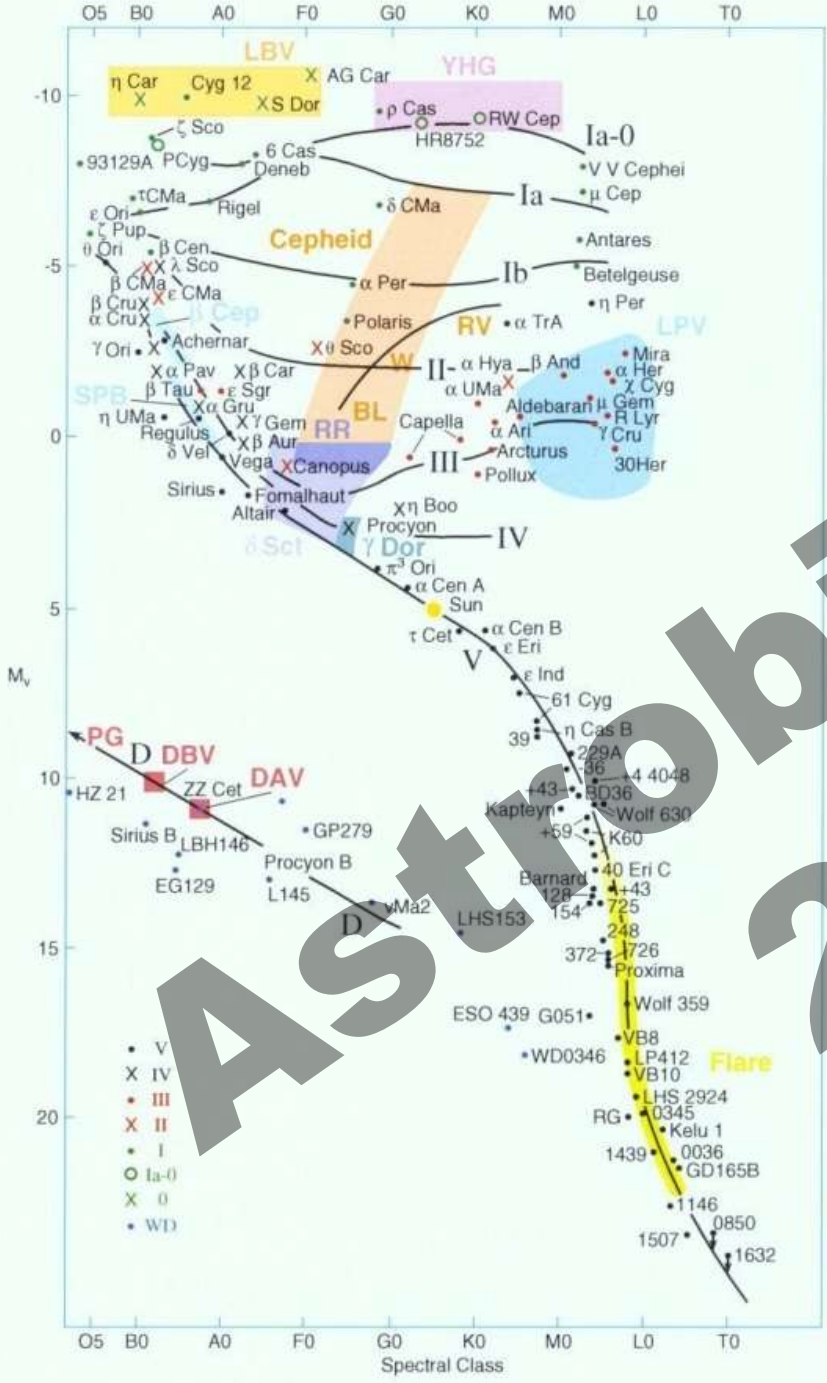 O5 B0 A0 F0 G0 K0 M0 L0 T0
LBV
YHG
η Car
Cyg 12
AG Car
S Dor
-10
ρ Cas
RW Cep
HR8752
Ia-0
ζ Sco
93129A
PCyg
6 Cas
Deneb
V V Cephei
τCMa
Ia
μ Cep
ε Ori
Rigel
δ CMa
ζ Pup
θ Ori
β Cen
Cepheid
Antares
-5
λ Sco
β CMa
α Per
Ib
Betelgeuse
β Cru
ε CMa
α Cru
β Cep
η Per
Polaris
RV
α TrA
LPV
γ Ori
Achernar
θ Sco
W
II
α Hya
β And
Mira
α Her
α Pav
β Car
χ Cyg
SPB
β Tau
ε Sgr
α UMa
μ Gem
α Gru
BL
Aldebaran
R Lyr
η UMa
Regulus
γ Gem
RR
Capella
α Ari
γ Cru
0
δ Vel
β Aur
Arcturus
Vega
Canopus
III
30Her
Pollux
Sirius
Fomalhaut
Altair
η Boo
Procyon
IV
δ Sct
γ Dor
π³ Ori
α Cen A
5
Sun
τ Cet
α Cen B
V
ε Eri
ε Ind
Mᵥ
61 Cyg
PG
D
DBV
39
η Cas B
229A
36
10
HZ 21
ZZ Cet
DAV
+4 4048
+43
BD36
Kapteyn
Wolf 630
Sirius B
GP279
+59
K60
LBH146
Procyon B
EG129
L145
Barnard
40 Eri C
128
+43
154
725
vMa2
D
LHS153
248
15
372
726
Proxima
ESO 439
G051
Wolf 359
WD0346
VB8
Flare
LP412
VB10
LHS 2924
20
RG
0345
Kelu 1
1439
0036
GD165B
1146
0850
1507
1632
V
IV
III
II
I
Ia-0
0
WD
O5 B0 A0 F0 G0 K0 M0 L0 T0
Spectral Class
Astrobi
2